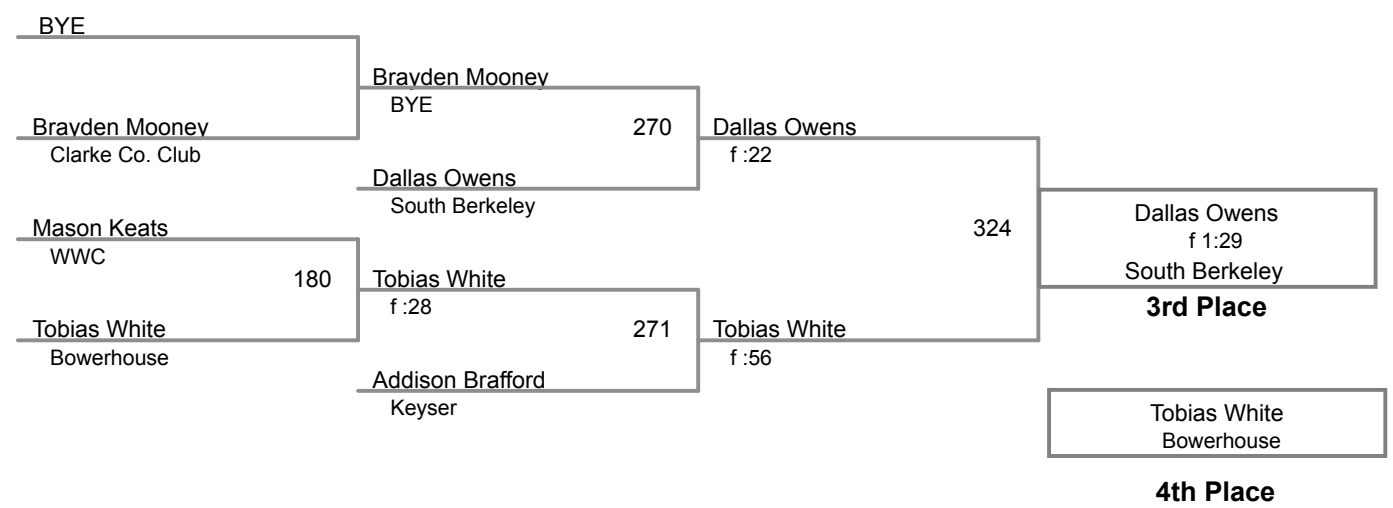 BYE
Brayden Mooney
BYE
Brayden Mooney
Clarke Co. Club
270
Dallas Owens
f :22
Dallas Owens
South Berkeley
Mason Keats
WWC
180
Tobias White
f :28
Tobias White
Bowerhouse
271
Tobias White
f :56
Addison Brafford
Keyser
324
Dallas Owens
f 1:29
South Berkeley
3rd Place
Tobias White
Bowerhouse
4th Place